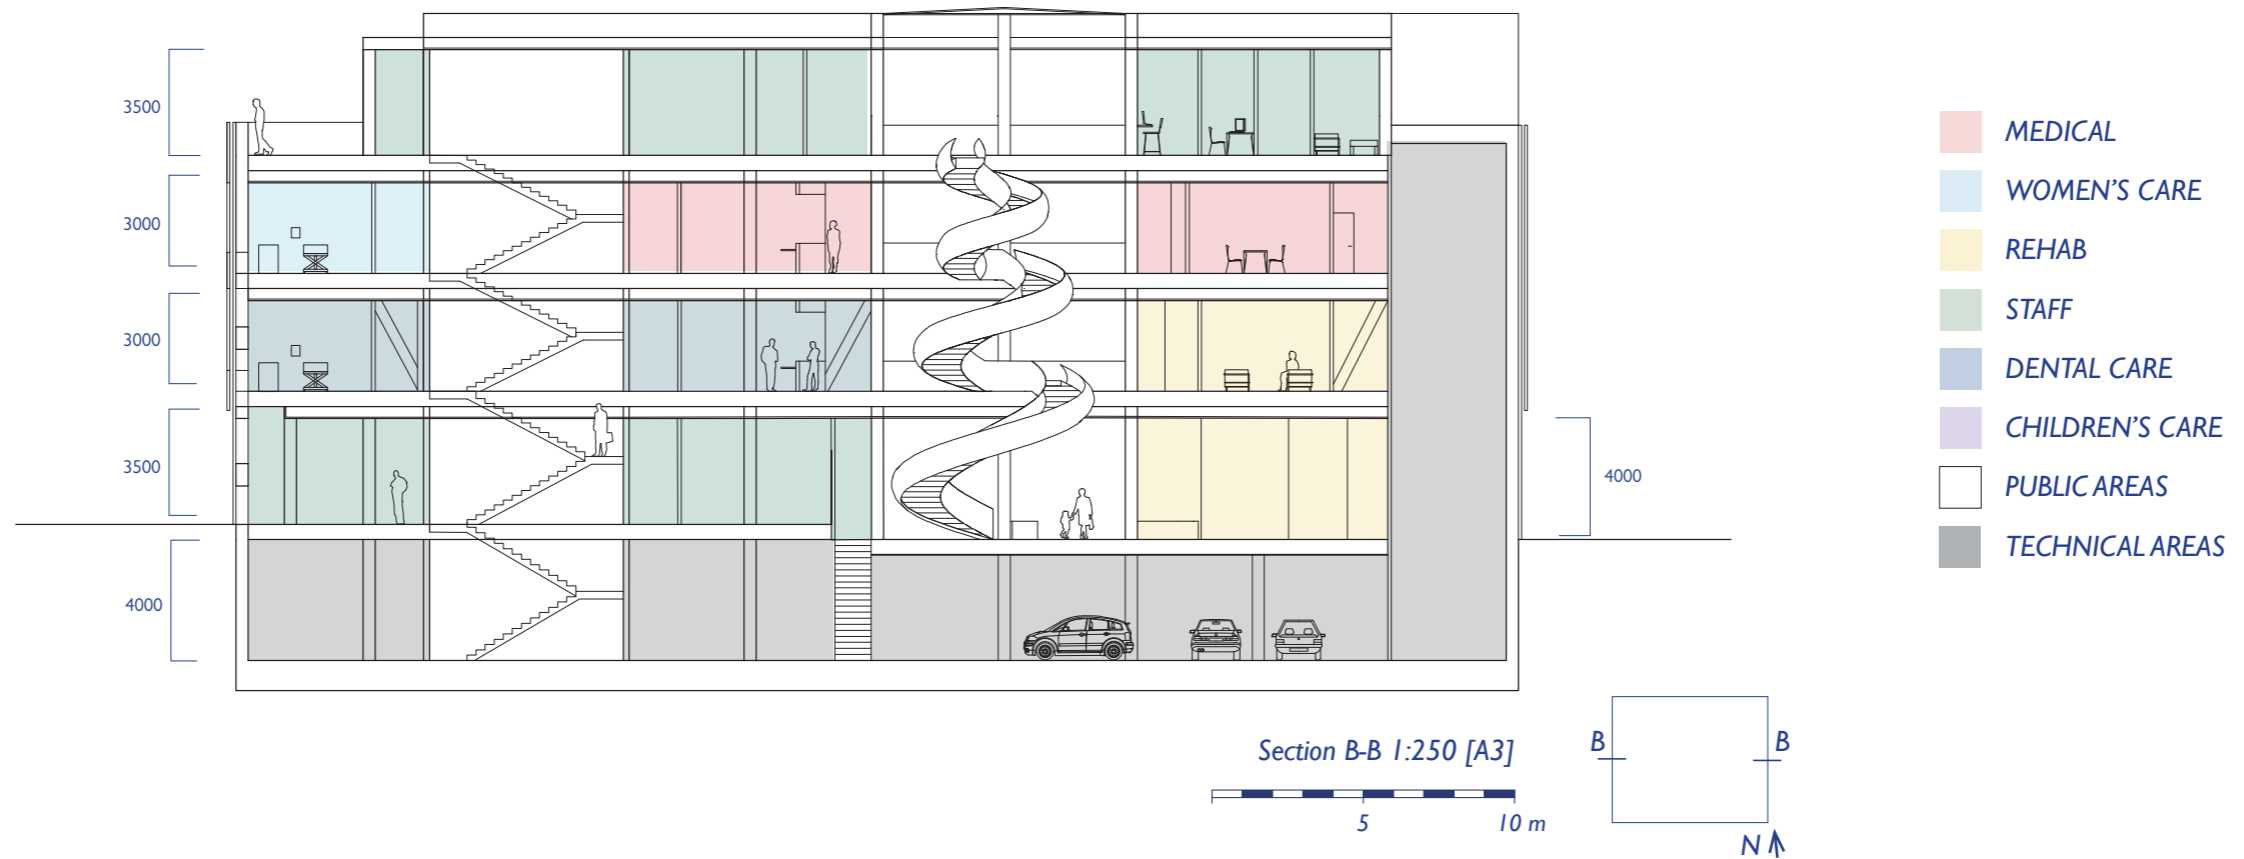 3500
3000
3000
3500
4000
4000
MEDICAL
WOMEN'S CARE
REHAB
STAFF
DENTAL CARE
CHILDREN'S CARE
PUBLIC AREAS
TECHNICAL AREAS
Section B-B 1:250 [A3]
5 10 m
B B
N